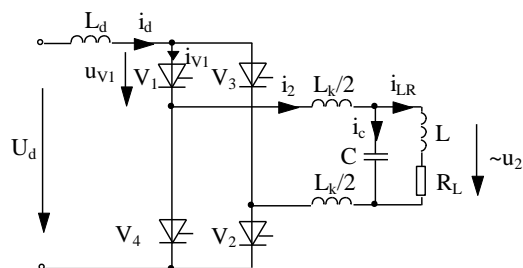 L_d i_d
i_V1
u_V1 V_1 V_3 L_k/2
i_2 i_LR
i_c L
U_d C ~u_2
L_k/2 R_L
V_4 V_2